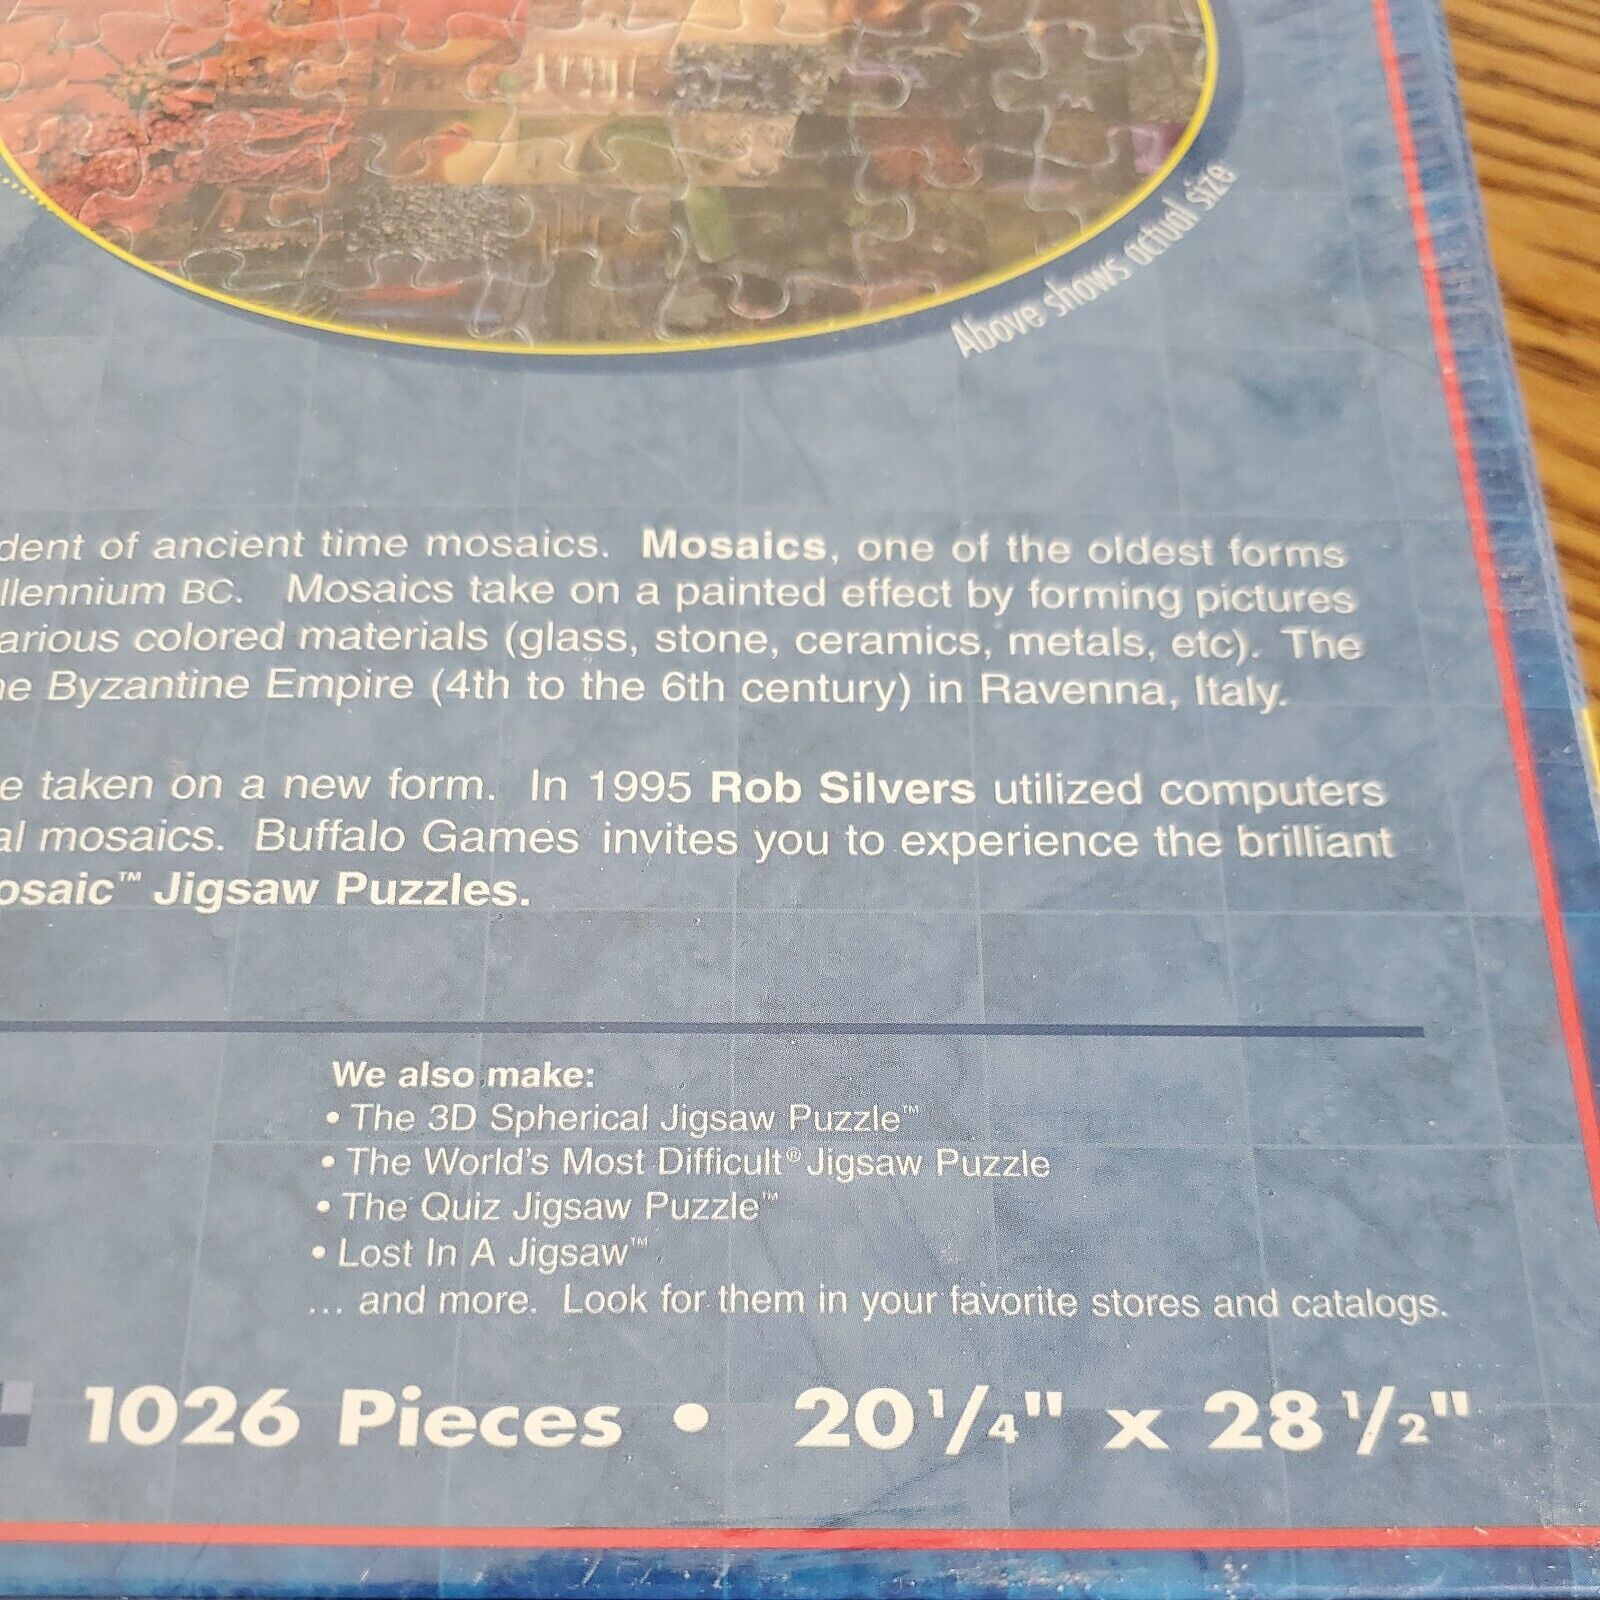 Above shows actual size
dent of ancient time mosaics. Mosaics, one of the oldest forms
llennium BC. Mosaics take on a painted effect by forming pictures
arious colored materials (glass, stone, ceramics, metals, etc). The
e Byzantine Empire (4th to the 6th century) in Ravenna, Italy.
e taken on a new form. In 1995 Rob Silvers utilized computers
al mosaics. Buffalo Games invites you to experience the brilliant
osaic™ Jigsaw Puzzles.
We also make:
• The 3D Spherical Jigsaw Puzzle™
• The World's Most Difficult® Jigsaw Puzzle
• The Quiz Jigsaw Puzzle™
• Lost In A Jigsaw™
... and more. Look for them in your favorite stores and catalogs.
1026 Pieces • 20 1/4" x 28 1/2"